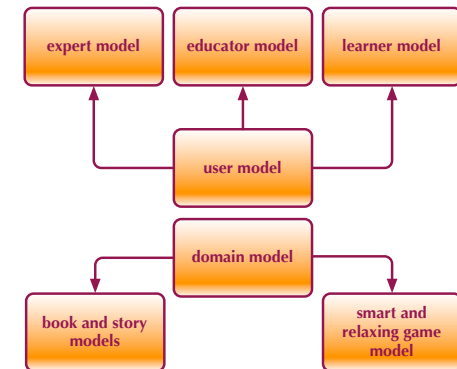 expert model
educator model
learner model
user model
domain model
book and story
models
smart and
relaxing game
model